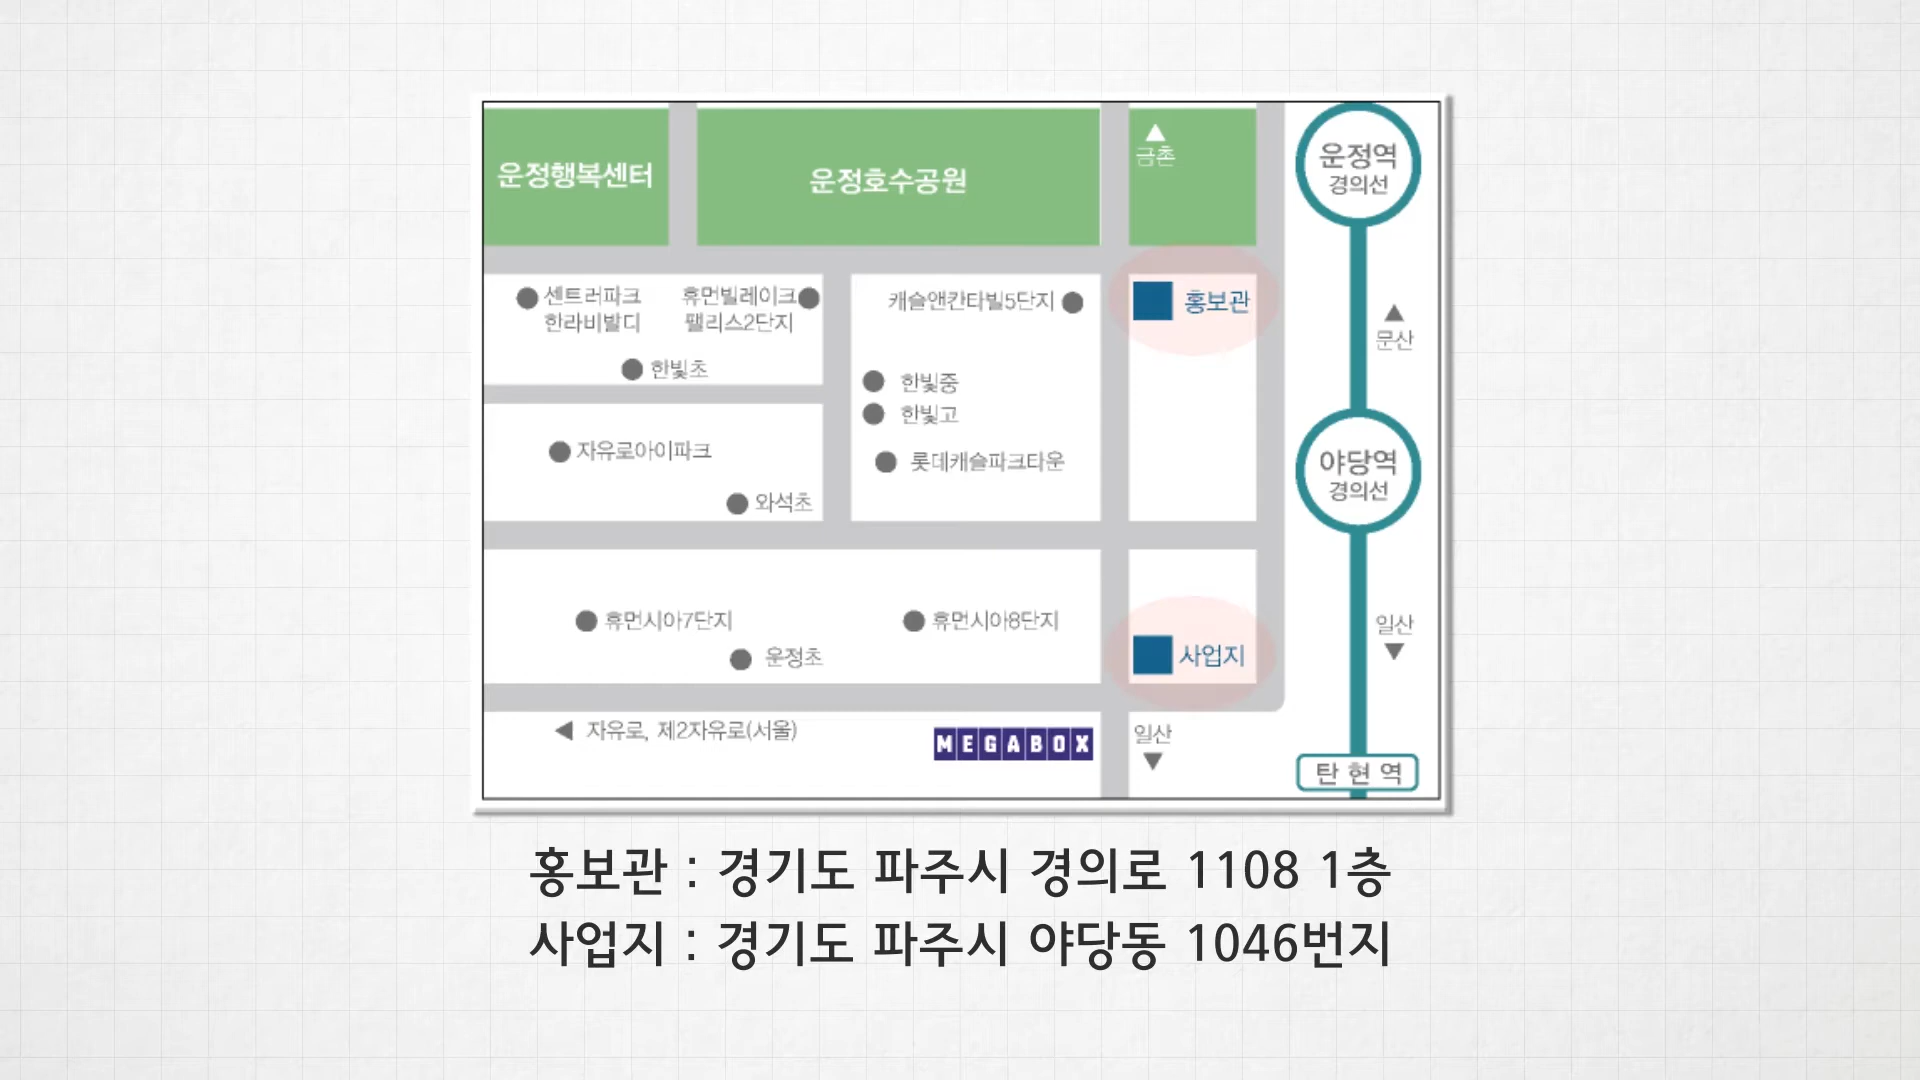 운정행복센터
운정호수공원
금촌
운정역
경의선
센트러파크
한라비발디
휴먼빌레이크
팰리스2단지
캐슬앤칸타빌5단지
홍보관
문산
한빛초
한빛중
한빛고
자유로아이파크
롯데캐슬파크타운
야당역
경의선
와석초
휴먼시아7단지
휴먼시아8단지
운정초
사업지
일산
자유로, 제2자유로(서울)
MEGABOX
일산
탄현역
홍보관 : 경기도 파주시 경의로 1108 1층
사업지 : 경기도 파주시 야당동 1046번지